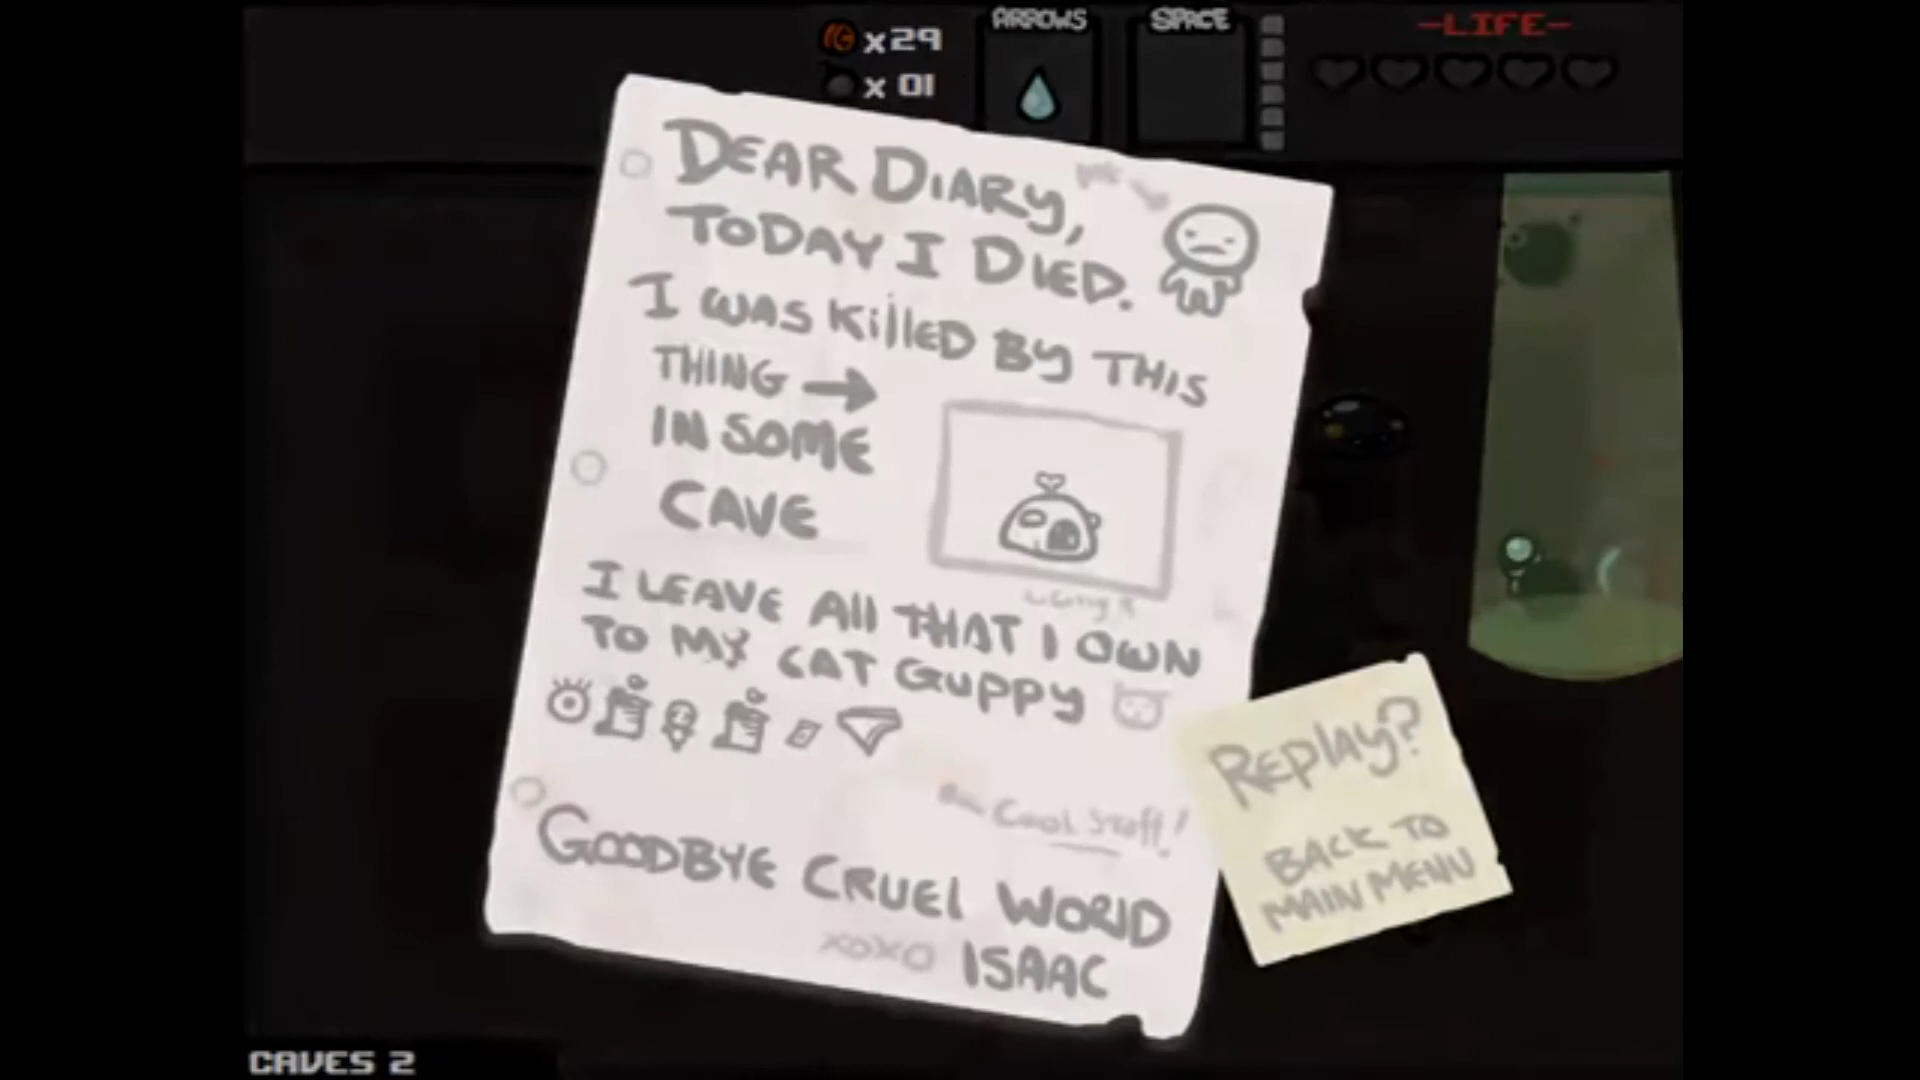 x29
ARROWS
SPACE
-LIFE-
x 01
DEAR DIARY,
TODAY I DIED.
I WAS KillED BY THIS
THING →
IN SOME
CAVE
I LEAVE All THAT I OWN
TO MY CAT GUPPY
COOL STUFF!
GOODBYE CRUEL WORlD
XOXO ISAAC
REPlAY?
BACK TO
MAIN MENU
CAVES 2